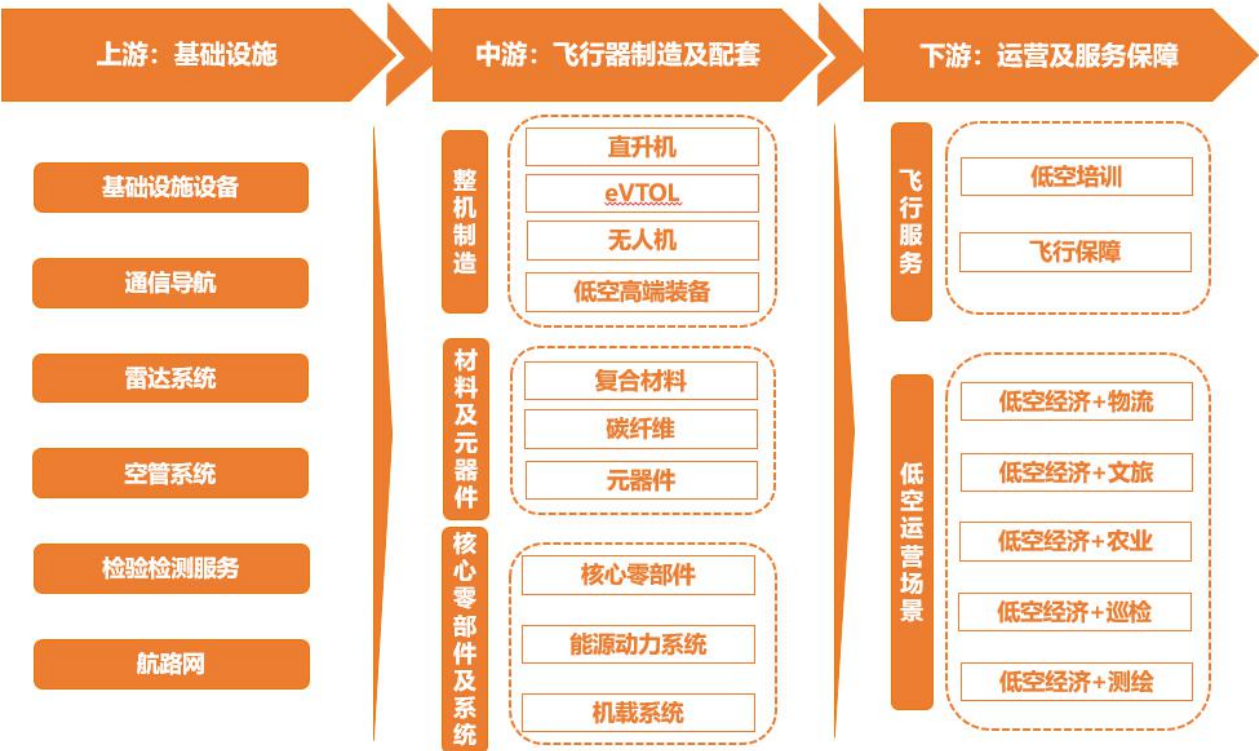 上游：基础设施
中游：飞行器制造及配套
下游：运营及服务保障
基础设施设备
通信导航
雷达系统
空管系统
检验检测服务
航路网
整机制造
直升机
eVTOL
无人机
低空高端装备
材料及元器件
复合材料
碳纤维
元器件
核心零部件及系统
核心零部件
能源动力系统
机载系统
飞行服务
低空培训
飞行保障
低空运营场景
低空经济+物流
低空经济+文旅
低空经济+农业
低空经济+巡检
低空经济+测绘